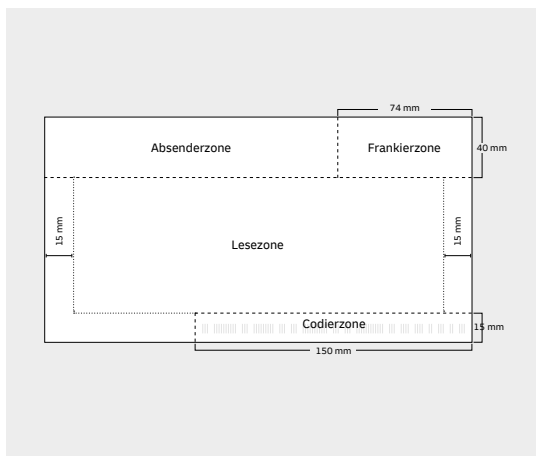 74 mm
Absenderzone
Frankierzone
40 mm
15 mm
15 mm
Lesezone
Codierzone
15 mm
150 mm